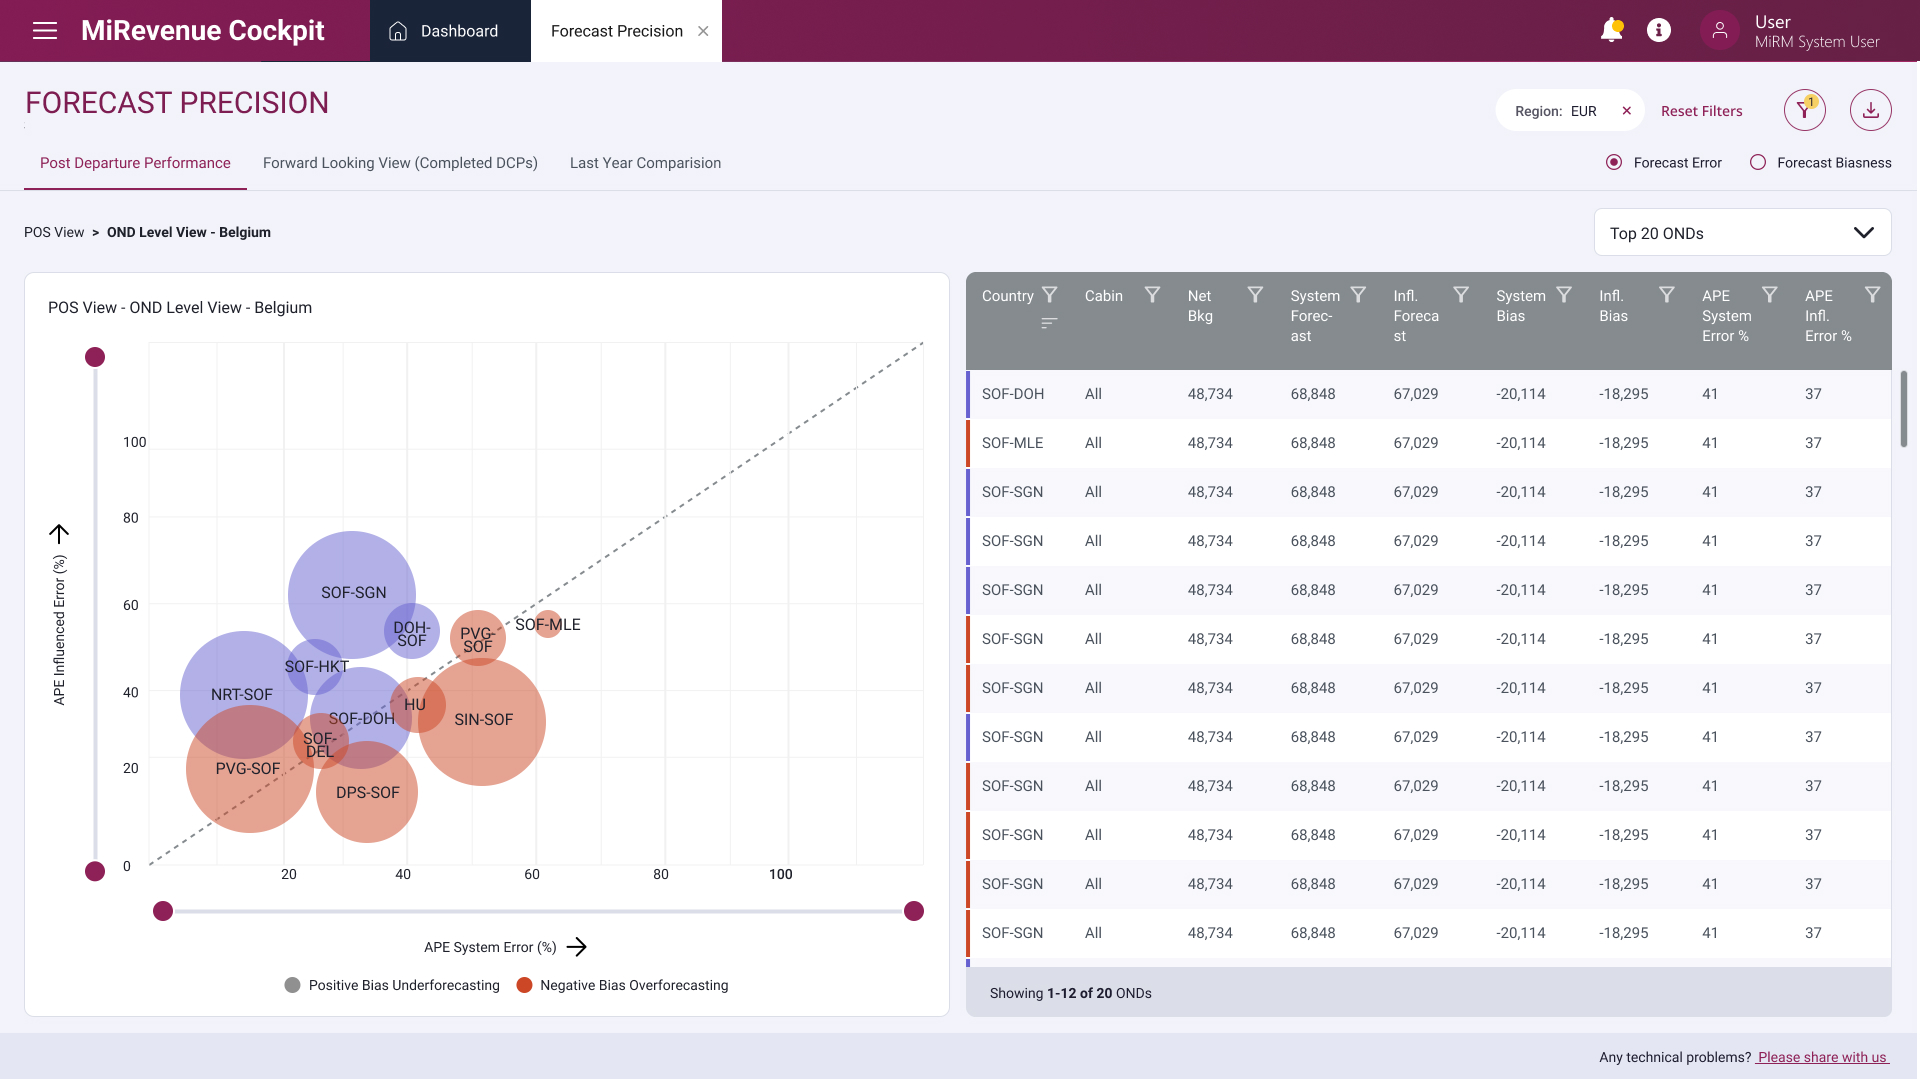 MiRevenue Cockpit
Dashboard
Forecast Precision
User
MiRM System User
FORECAST PRECISION
Region: EUR
Reset Filters
1
Post Departure Performance
Forward Looking View (Completed DCPs)
Last Year Comparision
Forecast Error
Forecast Biasness
POS View > OND Level View - Belgium
Top 20 ONDs
POS View - OND Level View - Belgium
100
80
60
40
20
0
20
40
60
80
100
APE Influenced Error (%)
SOF-SGN
DOH-
SOF
PVG-
SOF
SOF-MLE
SOF-HKT
NRT-SOF
HU
SOF-DOH
SIN-SOF
SOF-
DEL
PVG-SOF
DPS-SOF
APE System Error (%)
Positive Bias Underforecasting
Negative Bias Overforecasting
Country
Cabin
Net
Bkg
System
Forec-
ast
Infl.
Foreca
st
System
Bias
Infl.
Bias
APE
System
Error %
APE
Infl.
Error %
SOF-DOH All 48,734 68,848 67,029 -20,114 -18,295 41 37
SOF-MLE All 48,734 68,848 67,029 -20,114 -18,295 41 37
SOF-SGN All 48,734 68,848 67,029 -20,114 -18,295 41 37
SOF-SGN All 48,734 68,848 67,029 -20,114 -18,295 41 37
SOF-SGN All 48,734 68,848 67,029 -20,114 -18,295 41 37
SOF-SGN All 48,734 68,848 67,029 -20,114 -18,295 41 37
SOF-SGN All 48,734 68,848 67,029 -20,114 -18,295 41 37
SOF-SGN All 48,734 68,848 67,029 -20,114 -18,295 41 37
SOF-SGN All 48,734 68,848 67,029 -20,114 -18,295 41 37
SOF-SGN All 48,734 68,848 67,029 -20,114 -18,295 41 37
SOF-SGN All 48,734 68,848 67,029 -20,114 -18,295 41 37
SOF-SGN All 48,734 68,848 67,029 -20,114 -18,295 41 37
Showing 1-12 of 20 ONDs
Any technical problems? Please share with us